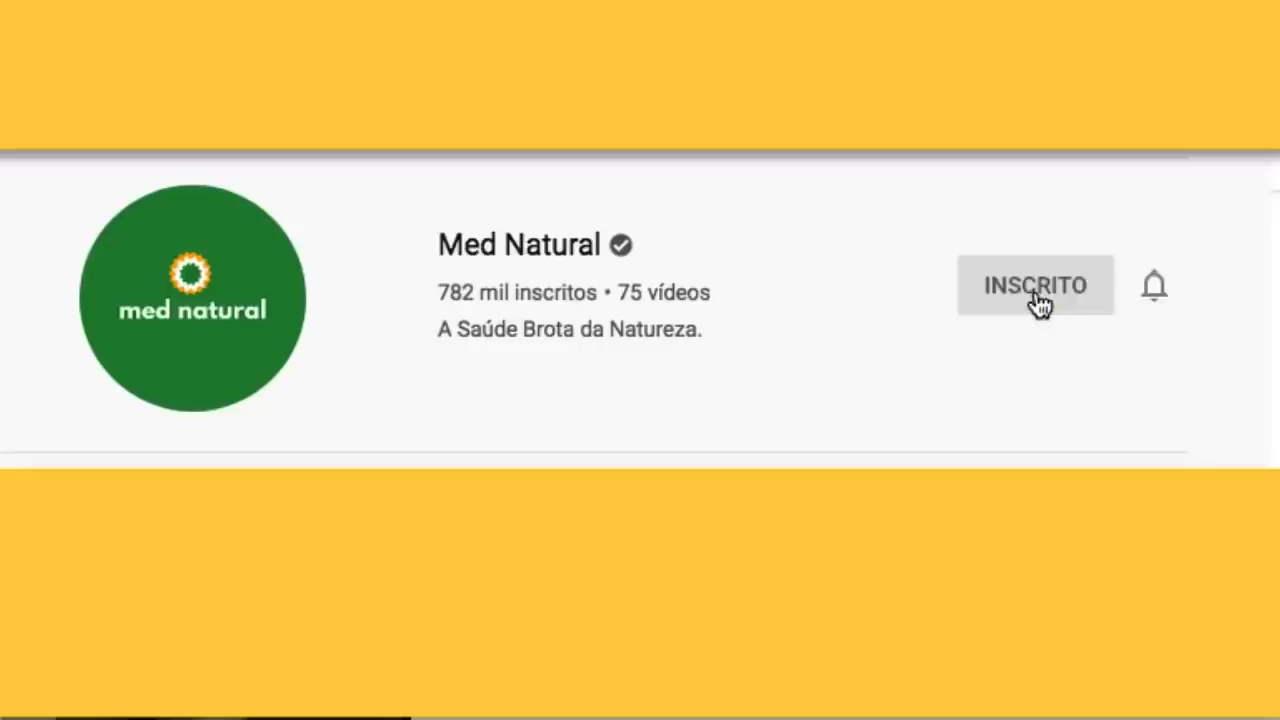 med natural
Med Natural
782 mil inscritos • 75 vídeos
A Saúde Brota da Natureza.
INSCRITO